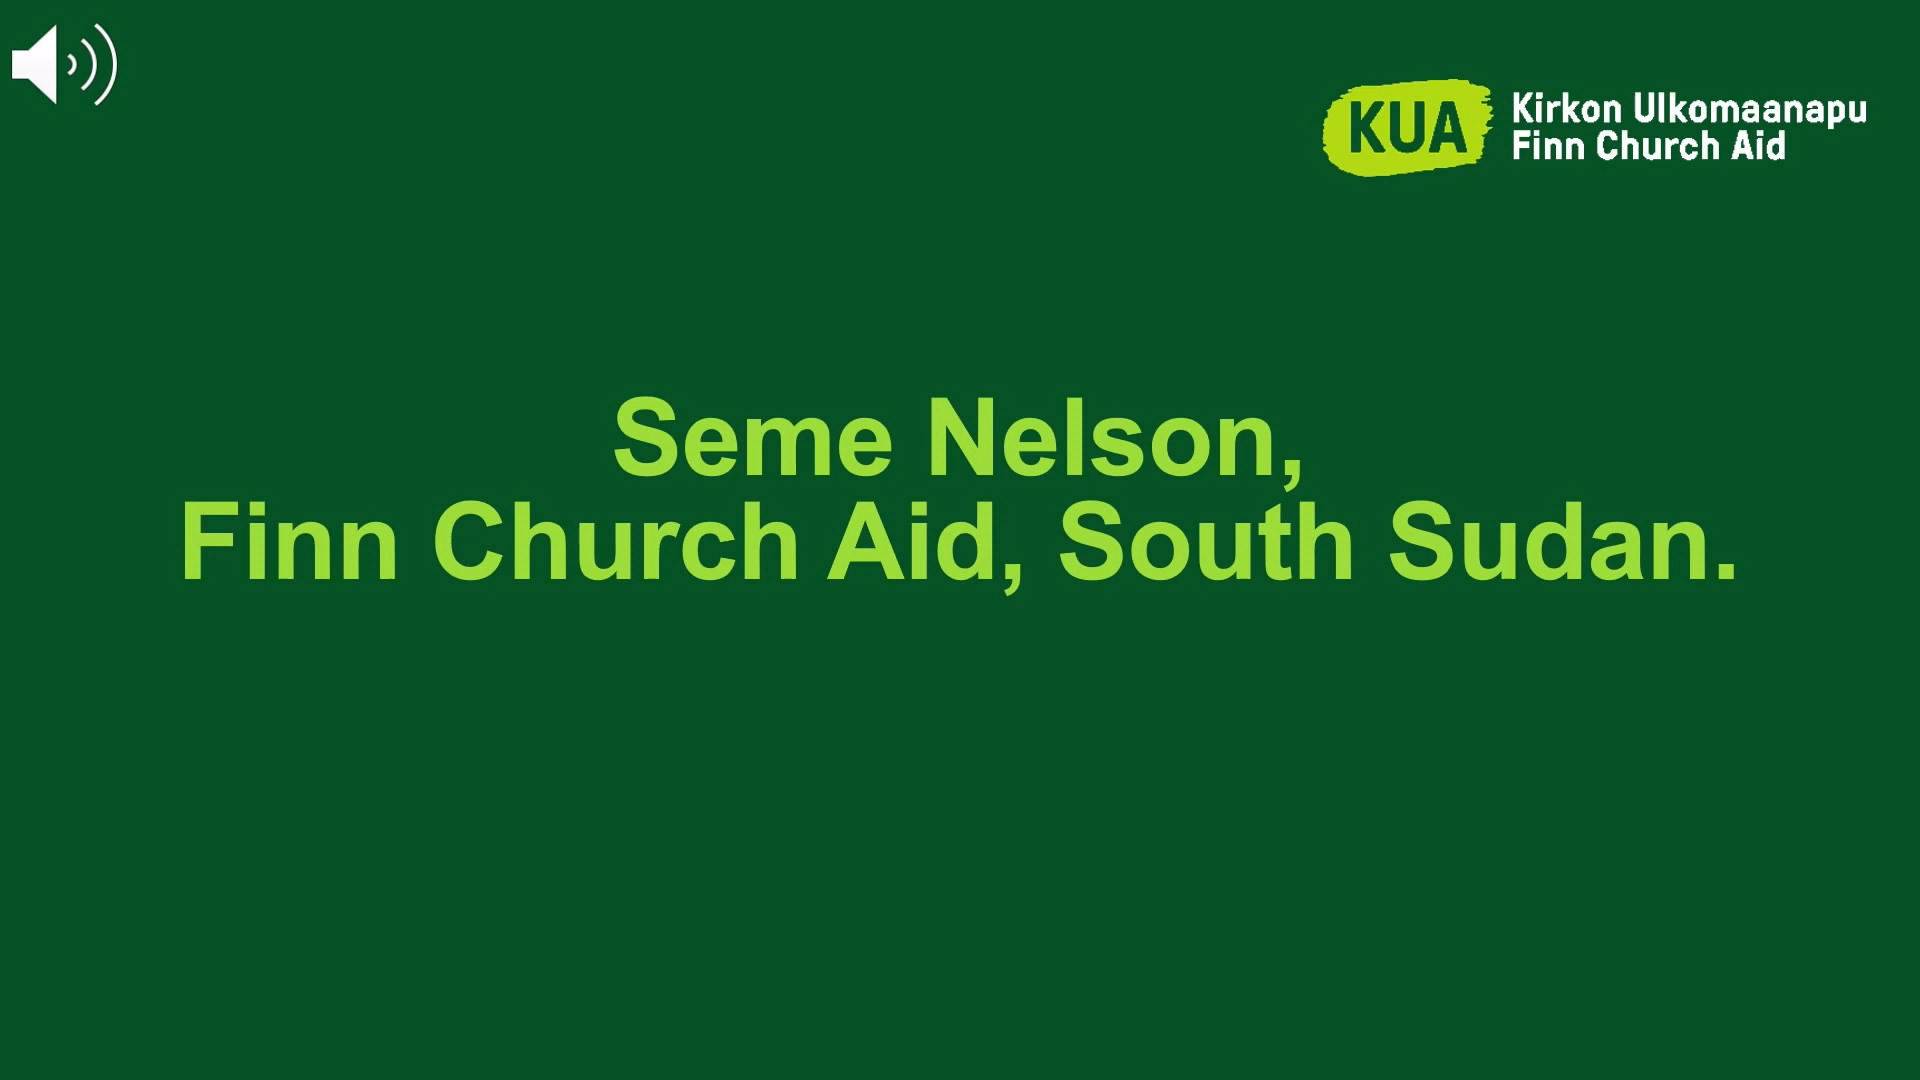 KUA
Kirkon Ulkomaanapu
Finn Church Aid
Seme Nelson,
Finn Church Aid, South Sudan.